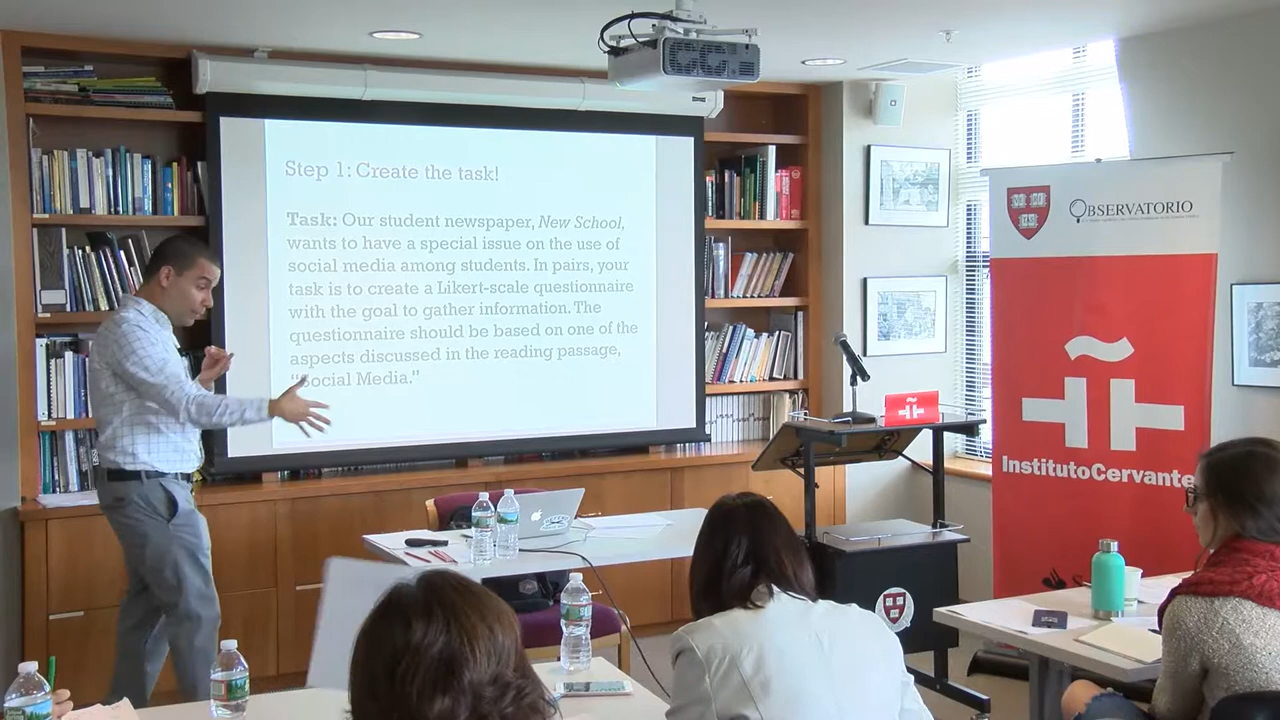 Step 1: Create the task!
Task: Our student newspaper, New School,
wants to have a special issue on the use of
social media among students. In pairs, your
task is to create a Likert-scale questionnaire
with the goal to gather information. The
questionnaire should be based on one of the
aspects discussed in the reading passage,
“Social Media.”
OBSERVATORIO
InstitutoCervante